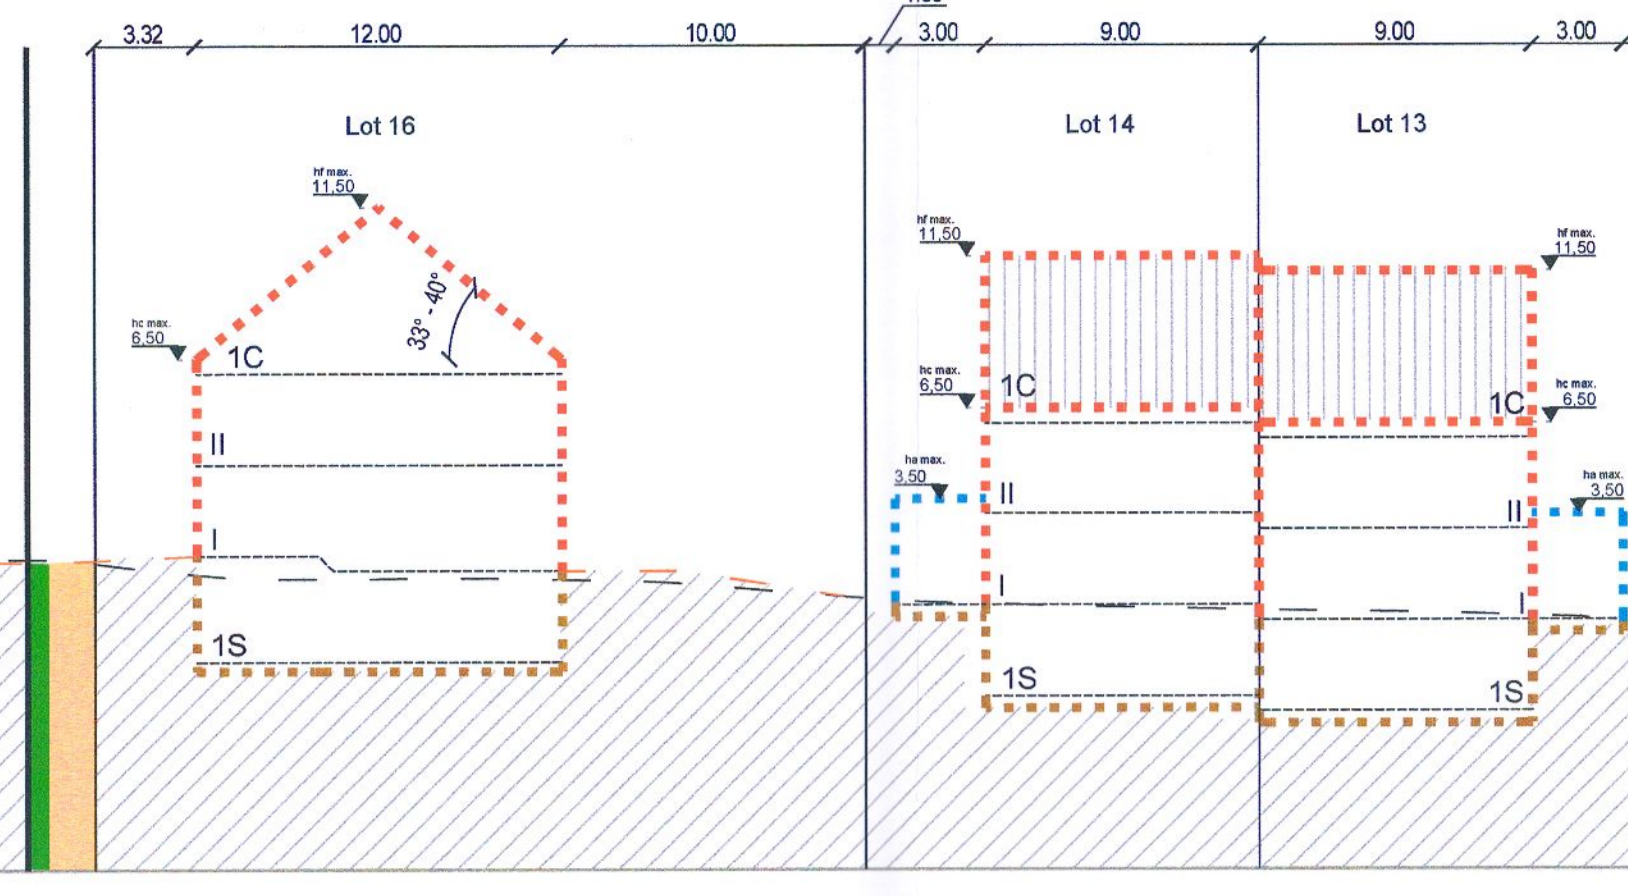 3.32
12.00
10.00
3.00
9.00
9.00
3.00
Lot 16
Lot 14
Lot 13
hf max.
11,50
hf max.
11,50
hf max.
11,50
33° - 40°
hc max.
6,50
1C
hc max.
6,50
1C
hc max.
6,50
1C
II
ha max.
3,50
II
ha max.
3,50
II
I
I
I
1S
1S
1S